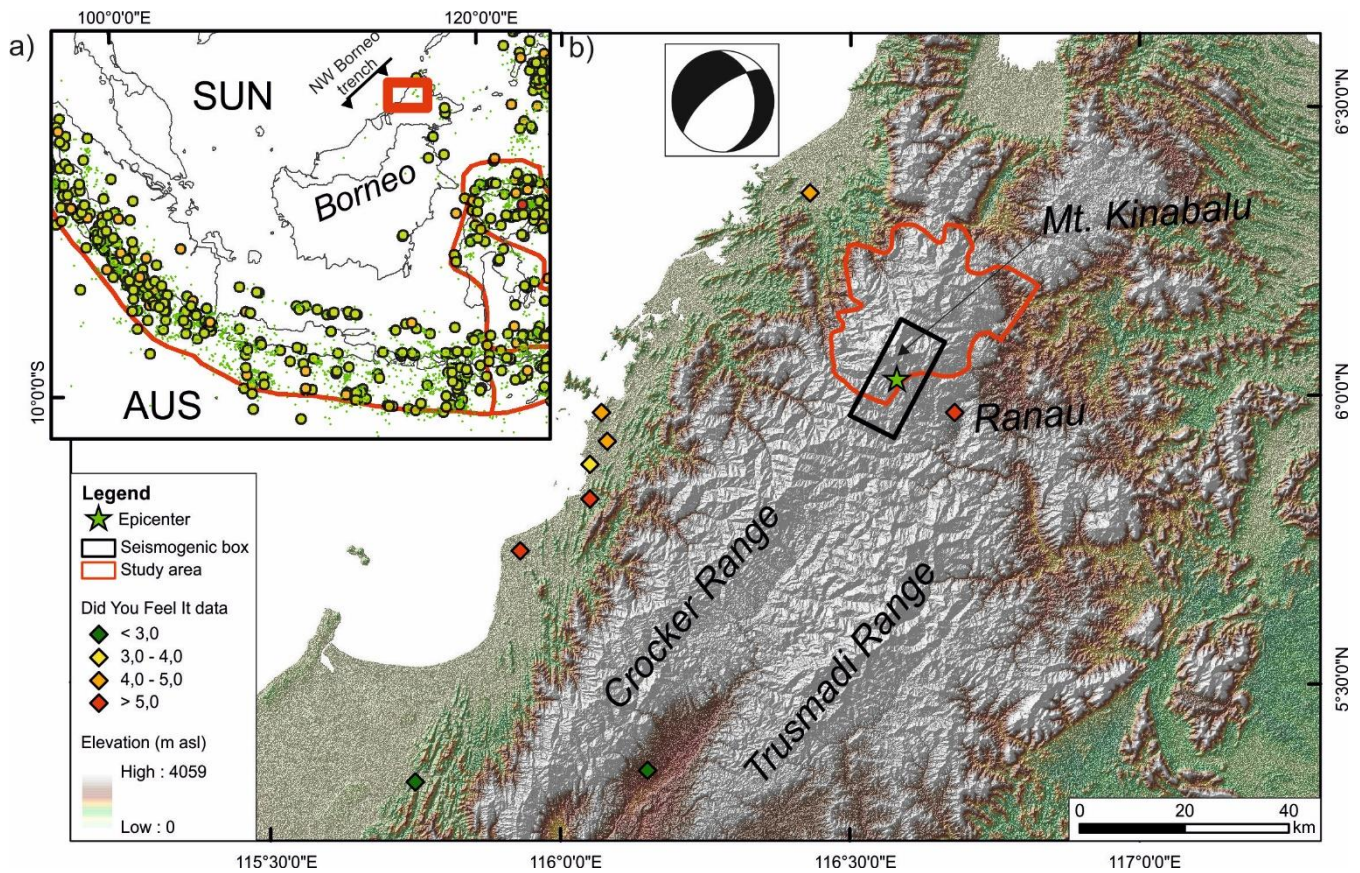 100°0'0"E
120°0'0"E
a)
b)
NW Borneo
trench
SUN
Borneo
AUS
10°0'0"S
Mt. Kinabalu
Ranau
Crocker Range
Trusmadi Range
6°30'0"N
6°0'0"N
5°30'0"N
Legend
Epicenter
Seismogenic box
Study area
Did You Feel It data
< 3,0
3,0 - 4,0
4,0 - 5,0
> 5,0
Elevation (m asl)
High : 4059
Low : 0
0 20 40
km
115°30'0"E
116°0'0"E
116°30'0"E
117°0'0"E